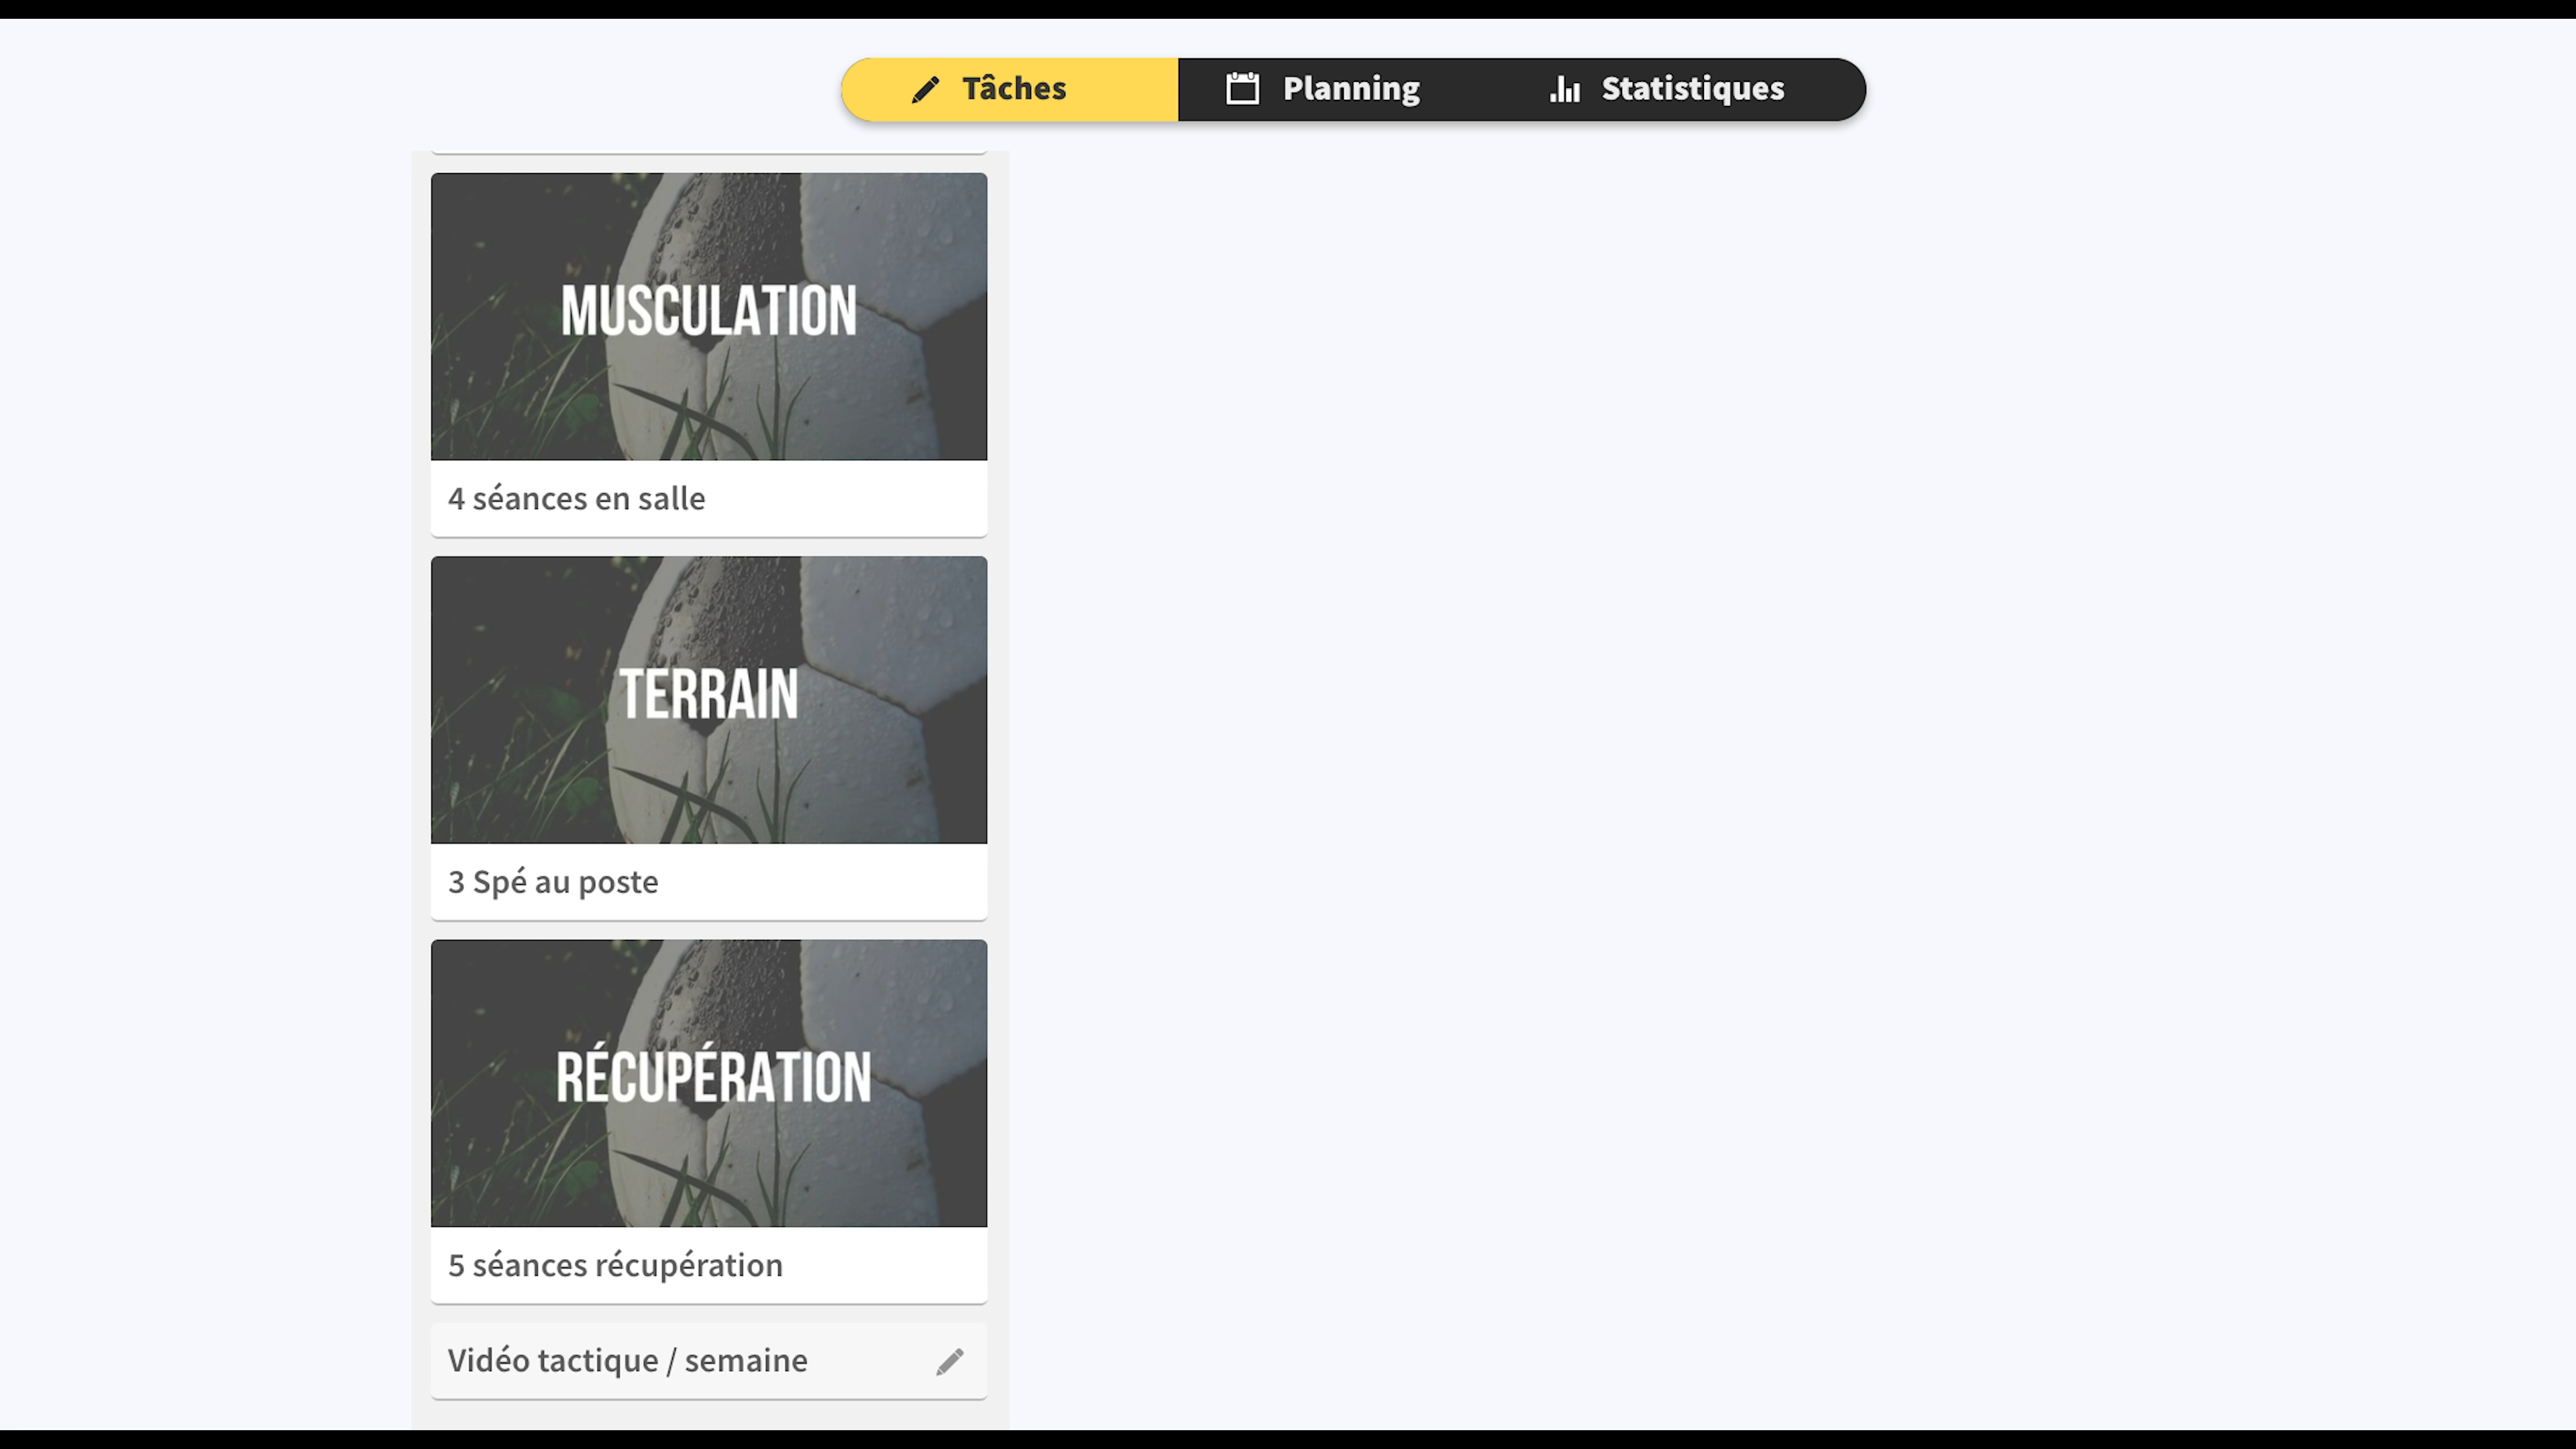 Tâches
Planning
Statistiques
MUSCULATION
4 séances en salle
TERRAIN
3 Spé au poste
RÉCUPÉRATION
5 séances récupération
Vidéo tactique / semaine